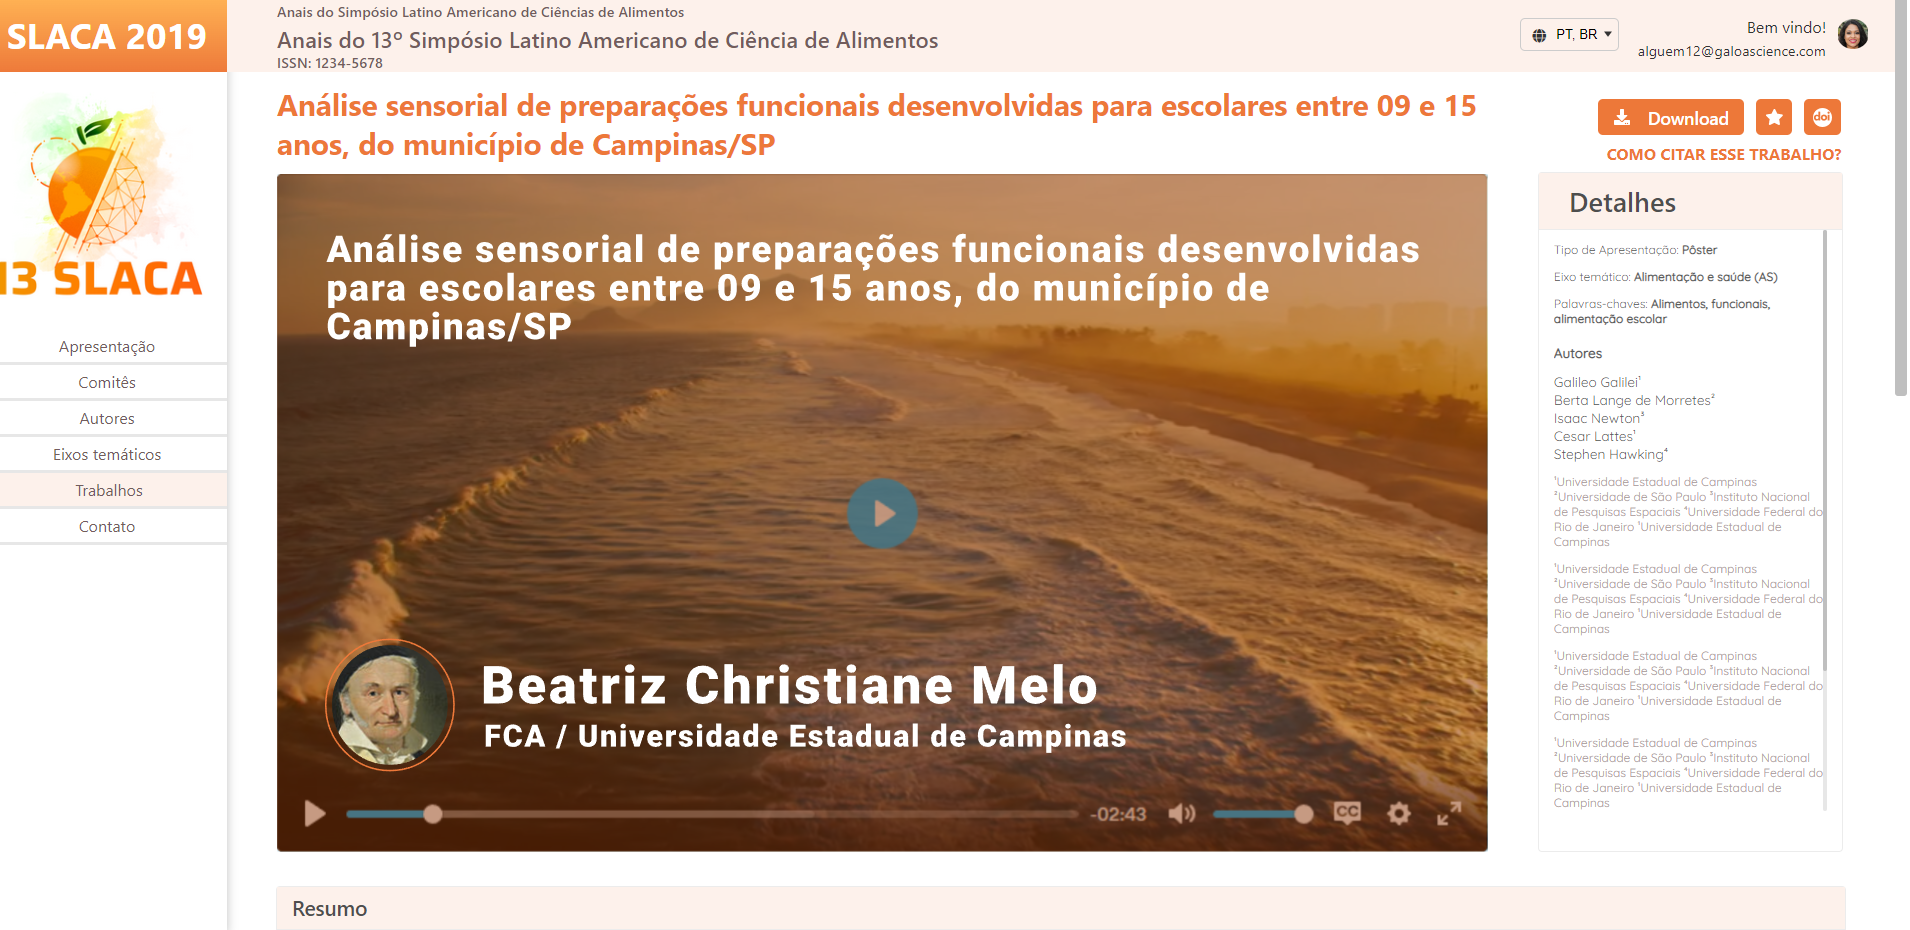 SLACA 2019
Anais do Simpósio Latino Americano de Ciências de Alimentos
Anais do 13º Simpósio Latino Americano de Ciência de Alimentos
ISSN: 1234-5678
PT, BR
Bem vindo!
alguem12@galoascience.com
13 SLACA
Apresentação
Comitês
Autores
Eixos temáticos
Trabalhos
Contato
Análise sensorial de preparações funcionais desenvolvidas para escolares entre 09 e 15
anos, do município de Campinas/SP
Download
doi
COMO CITAR ESSE TRABALHO?
Análise sensorial de preparações funcionais desenvolvidas
para escolares entre 09 e 15 anos, do município de
Campinas/SP
Beatriz Christiane Melo
FCA / Universidade Estadual de Campinas
-02:43
CC
Detalhes
Tipo de Apresentação: Pôster
Eixo temático: Alimentação e saúde (AS)
Palavras-chaves: Alimentos, funcionais,
alimentação escolar
Autores
Galileo Galilei¹
Berta Lange de Morretes²
Isaac Newton³
Cesar Lattes¹
Stephen Hawking⁴
¹Universidade Estadual de Campinas
²Universidade de São Paulo ³Instituto Nacional
de Pesquisas Espaciais ⁴Universidade Federal do
Rio de Janeiro ¹Universidade Estadual de
Campinas
¹Universidade Estadual de Campinas
²Universidade de São Paulo ³Instituto Nacional
de Pesquisas Espaciais ⁴Universidade Federal do
Rio de Janeiro ¹Universidade Estadual de
Campinas
¹Universidade Estadual de Campinas
²Universidade de São Paulo ³Instituto Nacional
de Pesquisas Espaciais ⁴Universidade Federal do
Rio de Janeiro ¹Universidade Estadual de
Campinas
¹Universidade Estadual de Campinas
²Universidade de São Paulo ³Instituto Nacional
de Pesquisas Espaciais ⁴Universidade Federal do
Rio de Janeiro ¹Universidade Estadual de
Campinas
Resumo